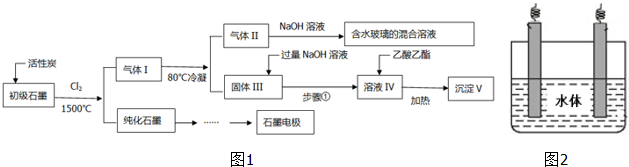 活性炭
初级石墨
Cl₂
1500℃
气体 I
80℃冷凝
纯化石墨
……
石墨电极
气体 II
NaOH 溶液
含水玻璃的混合溶液
固体 III
过量 NaOH 溶液
步骤①
溶液 IV
乙酸乙酯
加热
沉淀 V
图1
水体
图2